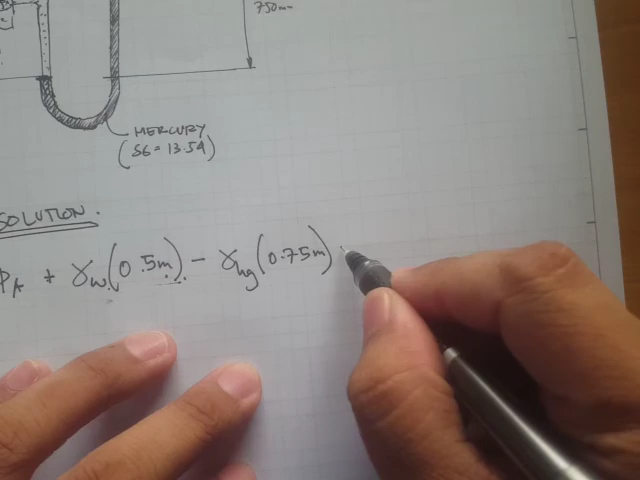 750mm
MERCURY
(SG = 13.54)
SOLUTION.
PA + γw(0.5m) - γhg(0.75m)